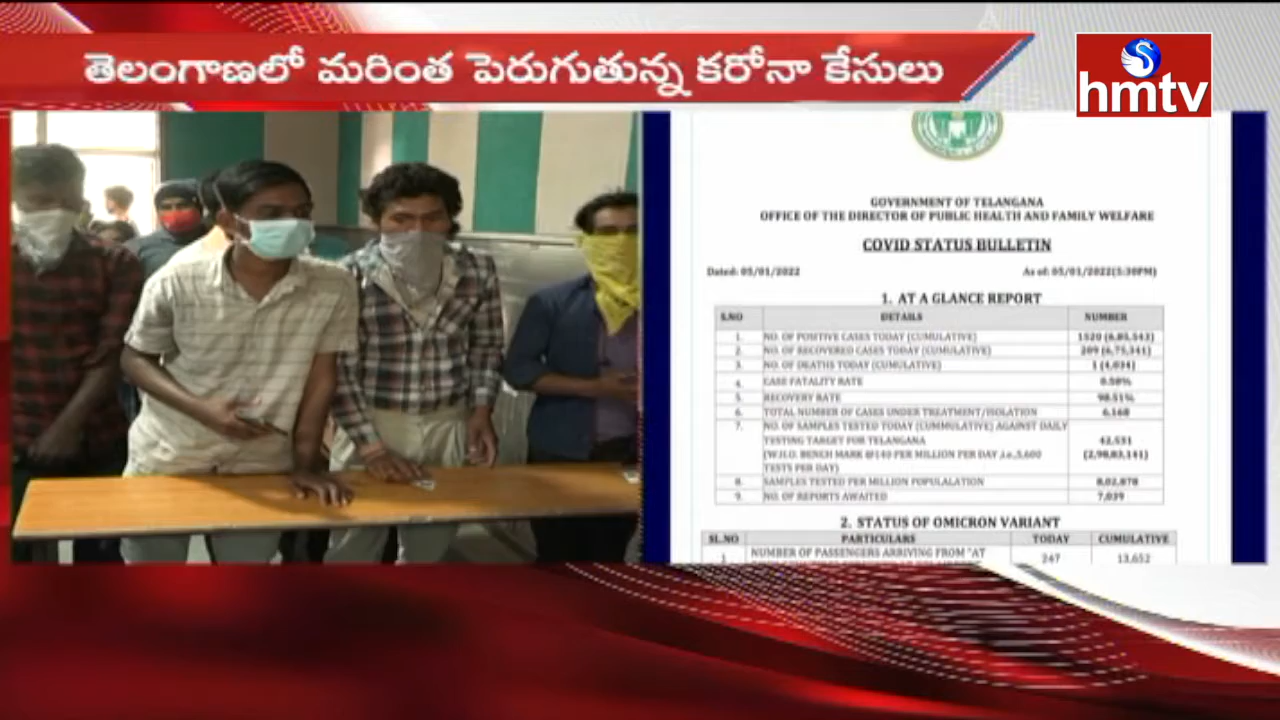 తెలంగాణలో మరింత పెరుగుతున్న కరోనా కేసులు
hmtv
GOVERNMENT OF TELANGANA
OFFICE OF THE DIRECTOR OF PUBLIC HEALTH AND FAMILY WELFARE
COVID STATUS BULLETIN
Dated: 05/01/2022 As of: 05/01/2022(5:30PM)
1. AT A GLANCE REPORT
S.NO DETAILS NUMBER
1. NO. OF POSITIVE CASES TODAY (CUMULATIVE) 1520 (6,85,543)
2. NO. OF RECOVERED CASES TODAY (CUMULATIVE) 209 (6,75,341)
3. NO. OF DEATHS TODAY (CUMULATIVE) 1 (4,034)
4. CASE FATALITY RATE 0.58%
5. RECOVERY RATE 98.51%
6. TOTAL NUMBER OF CASES UNDER TREATMENT/ISOLATION 6,168
7. NO. OF SAMPLES TESTED TODAY (CUMMULATIVE) AGAINST DAILY
TESTING TARGET FOR TELANGANA 42,531
(W.H.O. BENCH MARK @140 PER MILLION PER DAY ,i.e.,5,600 (2,98,83,141)
TESTS PER DAY)
8. SAMPLES TESTED PER MILLION POPULALATION 8,02,878
9. NO. OF REPORTS AWAITED 7,039
2. STATUS OF OMICRON VARIANT
SL.NO PARTICULARS TODAY CUMULATIVE
1 NUMBER OF PASSENGERS ARRIVING FROM "AT 247 13,652